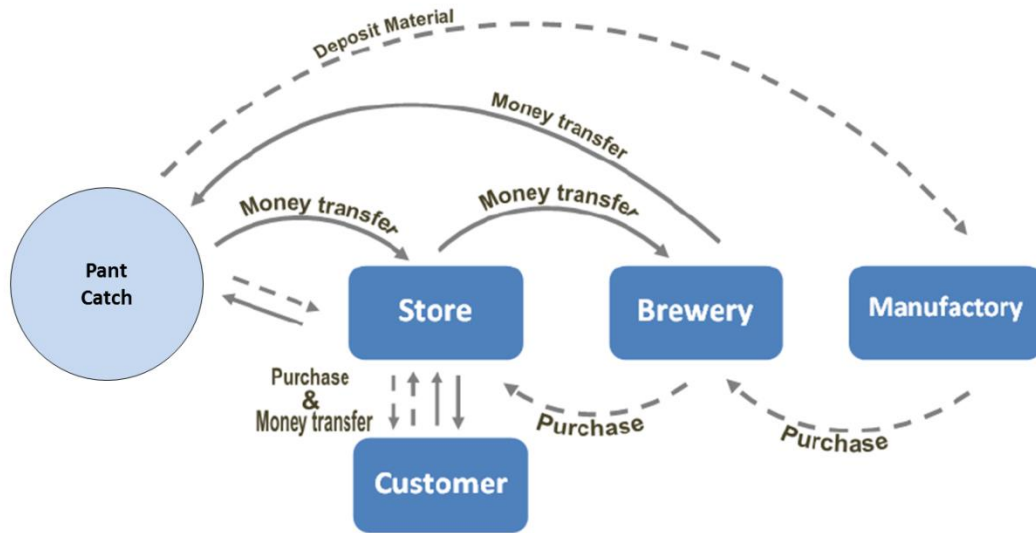 Deposit Material
Money transfer
Money transfer
Money transfer
Pant
Catch
Store
Brewery
Manufactory
Purchase
&
Money transfer
Purchase
Purchase
Customer